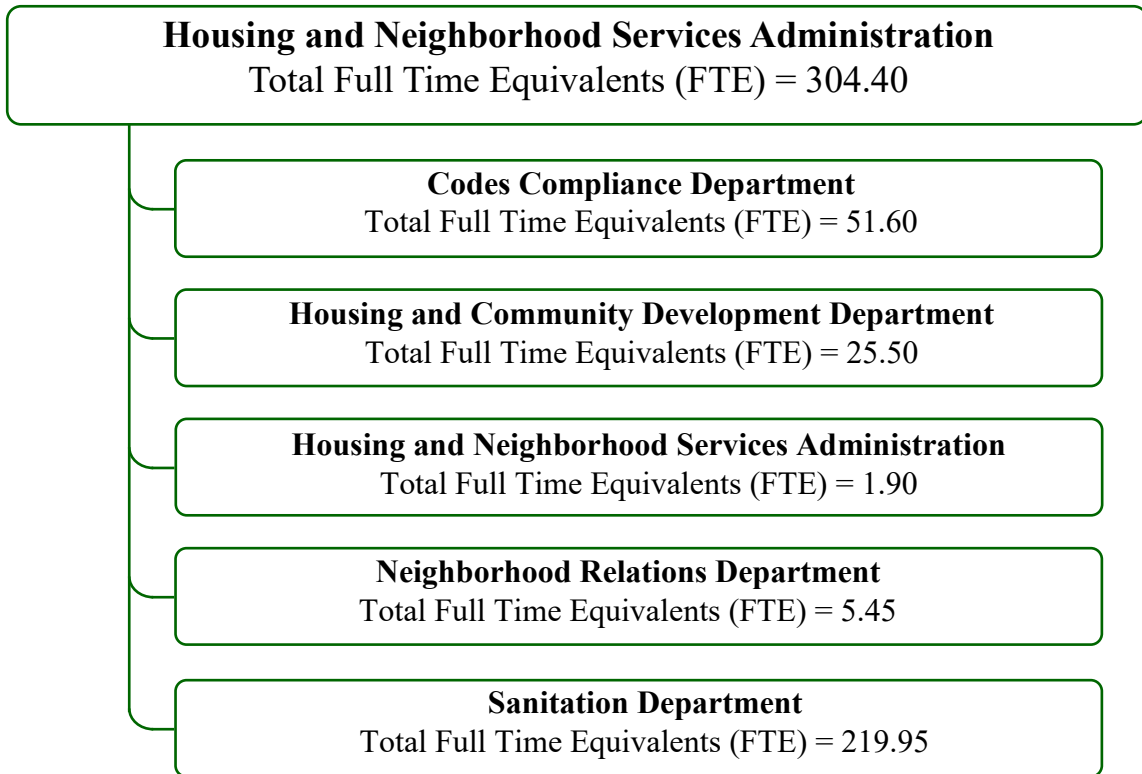 Housing and Neighborhood Services Administration
Total Full Time Equivalents (FTE) = 304.40
Codes Compliance Department
Total Full Time Equivalents (FTE) = 51.60
Housing and Community Development Department
Total Full Time Equivalents (FTE) = 25.50
Housing and Neighborhood Services Administration
Total Full Time Equivalents (FTE) = 1.90
Neighborhood Relations Department
Total Full Time Equivalents (FTE) = 5.45
Sanitation Department
Total Full Time Equivalents (FTE) = 219.95